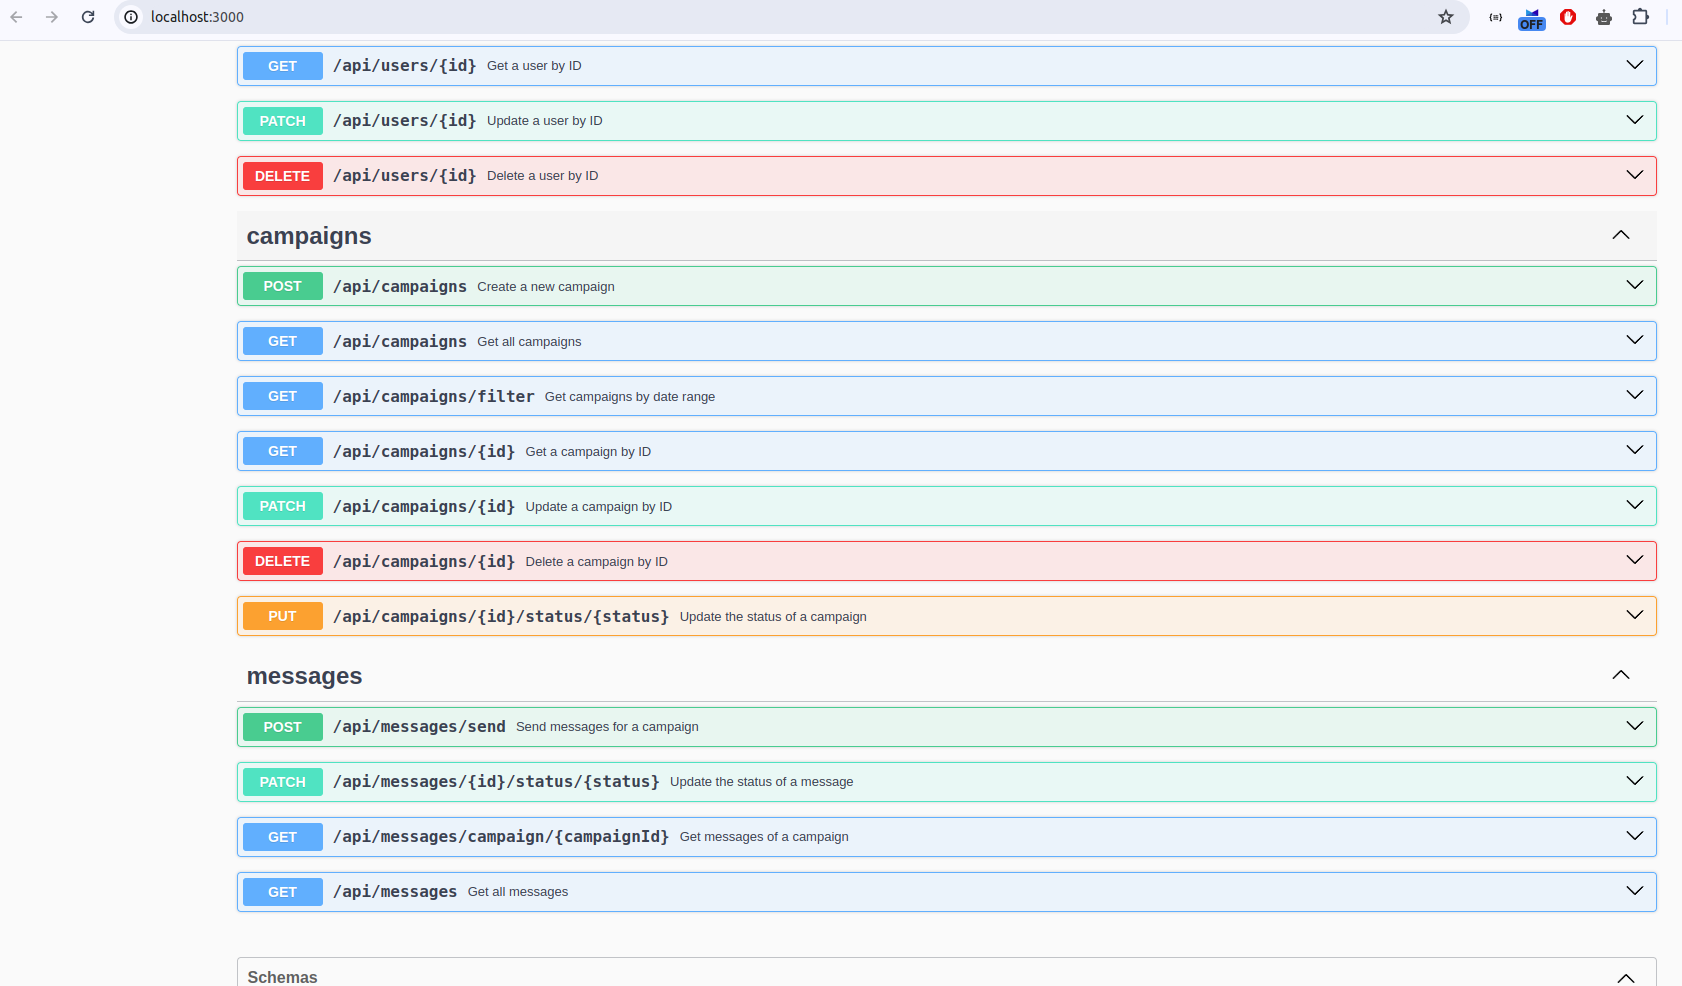 localhost:3000
OFF
GET /api/users/{id} Get a user by ID
PATCH /api/users/{id} Update a user by ID
DELETE /api/users/{id} Delete a user by ID
campaigns
POST /api/campaigns Create a new campaign
GET /api/campaigns Get all campaigns
GET /api/campaigns/filter Get campaigns by date range
GET /api/campaigns/{id} Get a campaign by ID
PATCH /api/campaigns/{id} Update a campaign by ID
DELETE /api/campaigns/{id} Delete a campaign by ID
PUT /api/campaigns/{id}/status/{status} Update the status of a campaign
messages
POST /api/messages/send Send messages for a campaign
PATCH /api/messages/{id}/status/{status} Update the status of a message
GET /api/messages/campaign/{campaignId} Get messages of a campaign
GET /api/messages Get all messages
Schemas